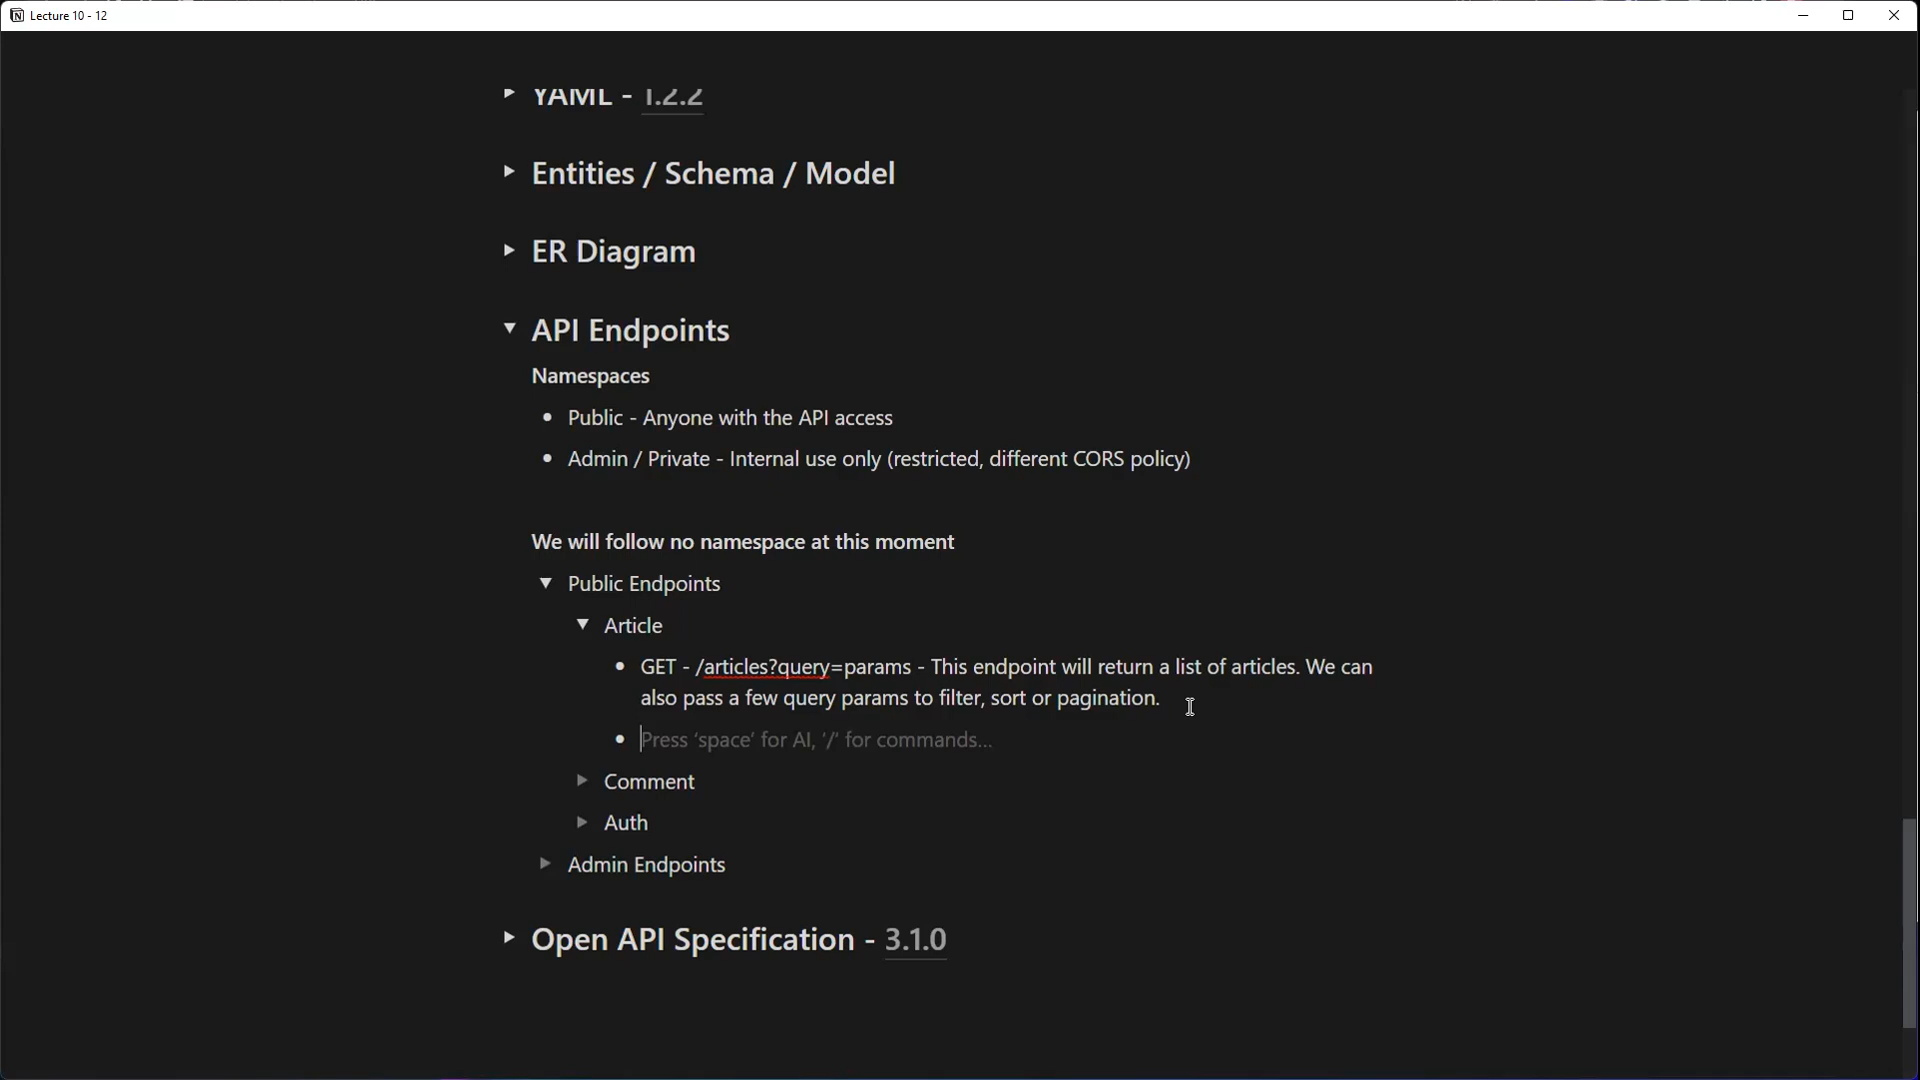 Lecture 10 - 12
YAML - 1.2.2
Entities / Schema / Model
ER Diagram
API Endpoints
Namespaces
Public - Anyone with the API access
Admin / Private - Internal use only (restricted, different CORS policy)
We will follow no namespace at this moment
Public Endpoints
Article
GET - /articles?query=params - This endpoint will return a list of articles. We can
also pass a few query params to filter, sort or pagination.
Press ‘space’ for AI, ‘/’ for commands...
Comment
Auth
Admin Endpoints
Open API Specification - 3.1.0